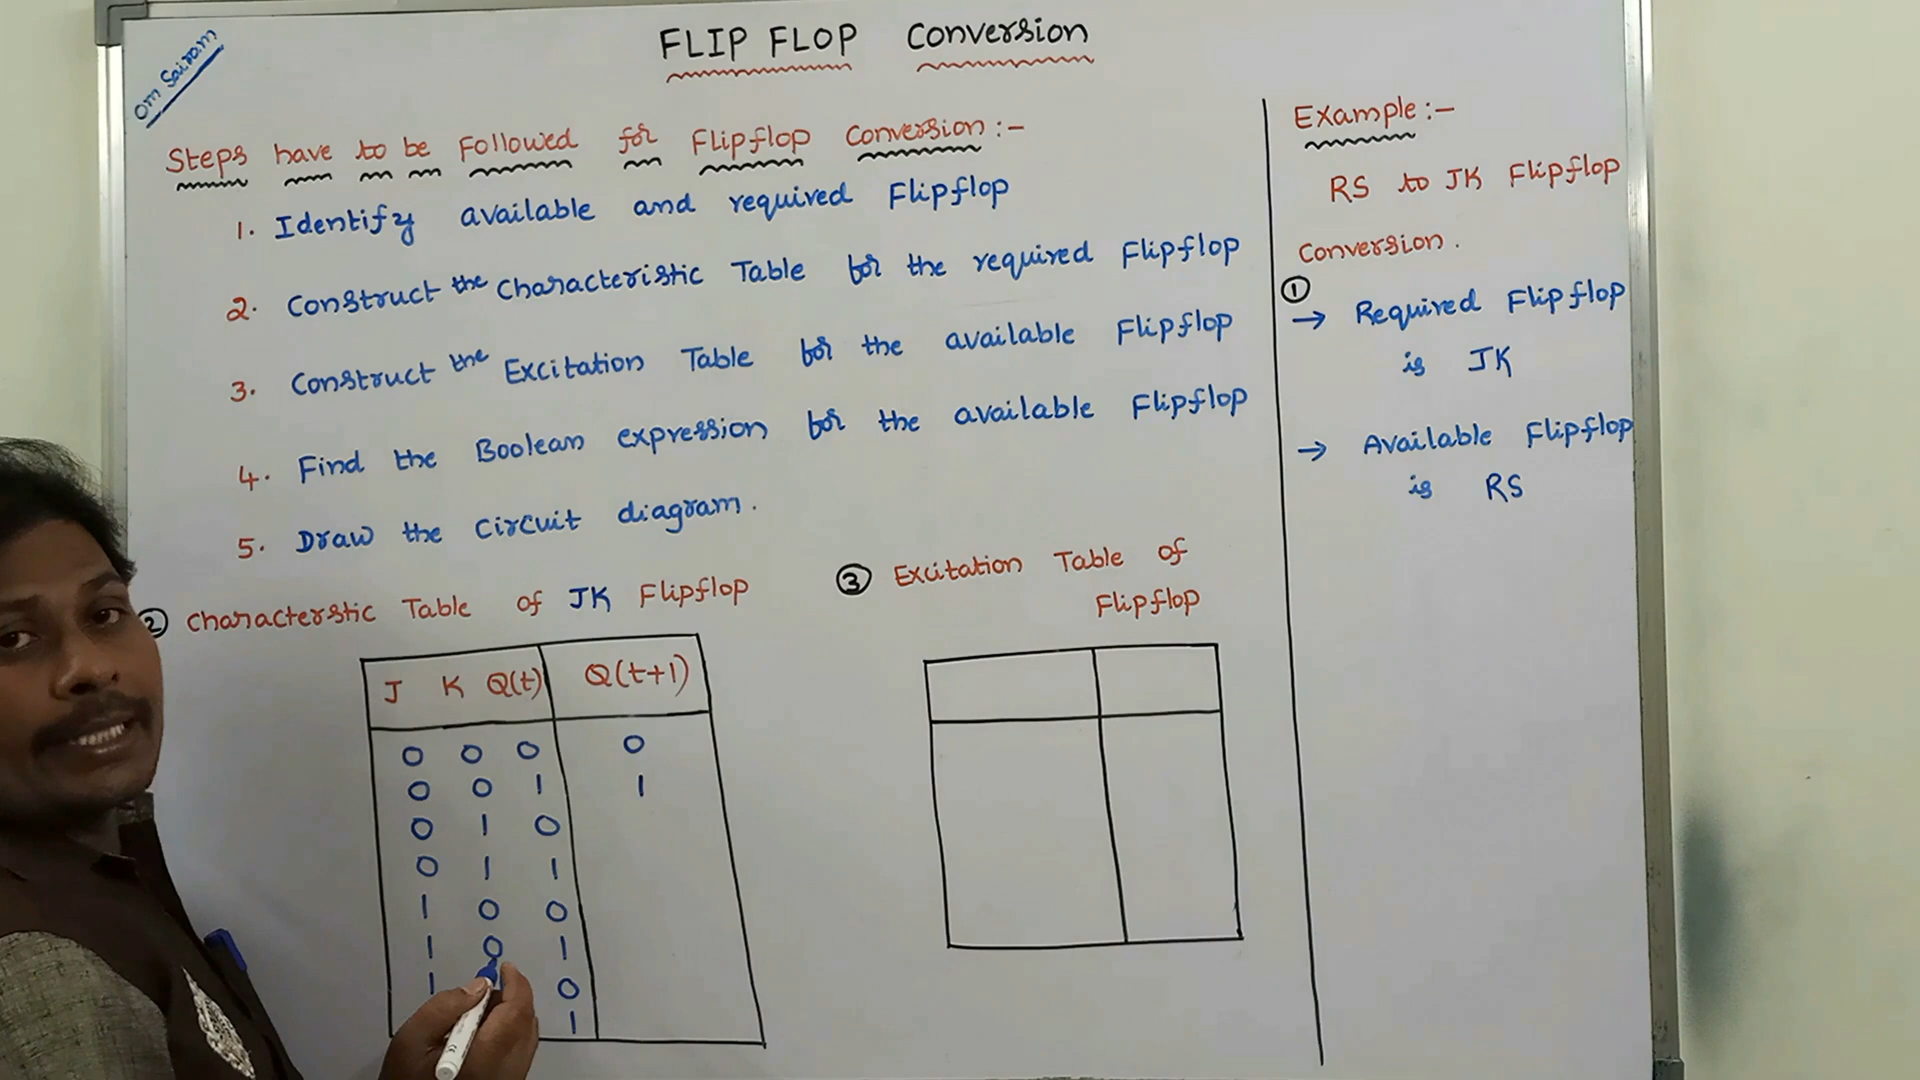 Om Sairam
FLIP FLOP Conversion
Steps have to be Followed for Flipflop Conversion :-
1. Identify available and required Flipflop
2. Construct the Characteristic Table for the required Flipflop
3. Construct the Excitation Table for the available Flipflop
4. Find the Boolean expression for the available Flipflop
5. Draw the Circuit diagram.
2 Characterstic Table of JK Flipflop
J K Q(t) Q(t+1)
0 0 0 0
0 0 1 1
0 1 0
0 1 1
1 0 0
1 0 1
1 0
1
3 Excitation Table of
Flipflop
Example :-
RS to JK Flipflop
Conversion.
1
→ Required Flipflop
is JK
→ Available Flipflop
is RS